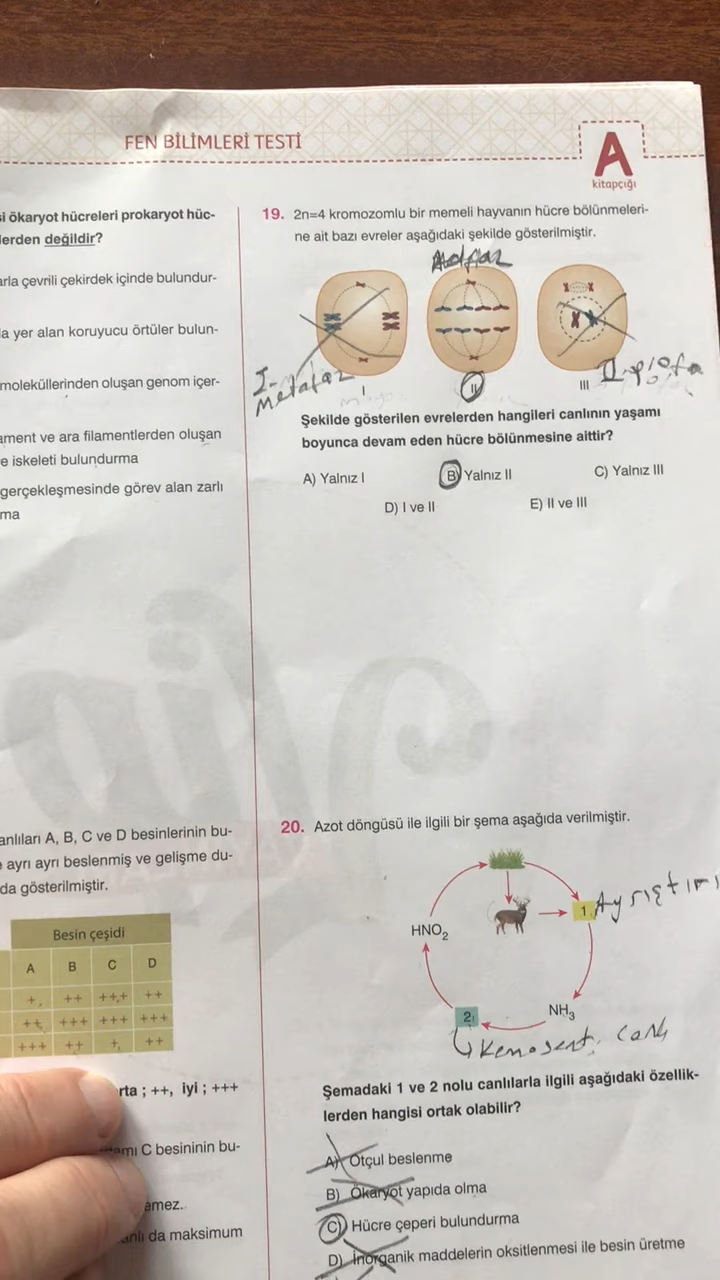 FEN BİLİMLERİ TESTİ
A
kitapçığı
si ökaryot hücreleri prokaryot hüc-
lerden değildir?
arla çevrili çekirdek içinde bulundur-
la yer alan koruyucu örtüler bulun-
moleküllerinden oluşan genom içer-
ament ve ara filamentlerden oluşan
e iskeleti bulundurma
gerçekleşmesinde görev alan zarlı
ma
anlıları A, B, C ve D besinlerinin bu-
ayrı ayrı beslenmiş ve gelişme du-
da gösterilmiştir.
Besin çeşidi
A B C D
+ ++ +++ ++
++ +++ +++ +++
+++ ++ + ++
rta ; ++, iyi ; +++
amı C besininin bu-
emez.
anlı da maksimum
19. 2n=4 kromozomlu bir memeli hayvanın hücre bölünmeleri-
ne ait bazı evreler aşağıdaki şekilde gösterilmiştir.
I-
Metafaz
I II III
Şekilde gösterilen evrelerden hangileri canlının yaşamı
boyunca devam eden hücre bölünmesine aittir?
A) Yalnız I B) Yalnız II C) Yalnız III
D) I ve II E) II ve III
20. Azot döngüsü ile ilgili bir şema aşağıda verilmiştir.
1. Ayrıştırı
HNO2
NH3
2
Kemosent. canlı
Şemadaki 1 ve 2 nolu canlılarla ilgili aşağıdaki özellik-
lerden hangisi ortak olabilir?
A) Otçul beslenme
B) Ökaryot yapıda olma
C) Hücre çeperi bulundurma
D) İnorganik maddelerin oksitlenmesi ile besin üretme